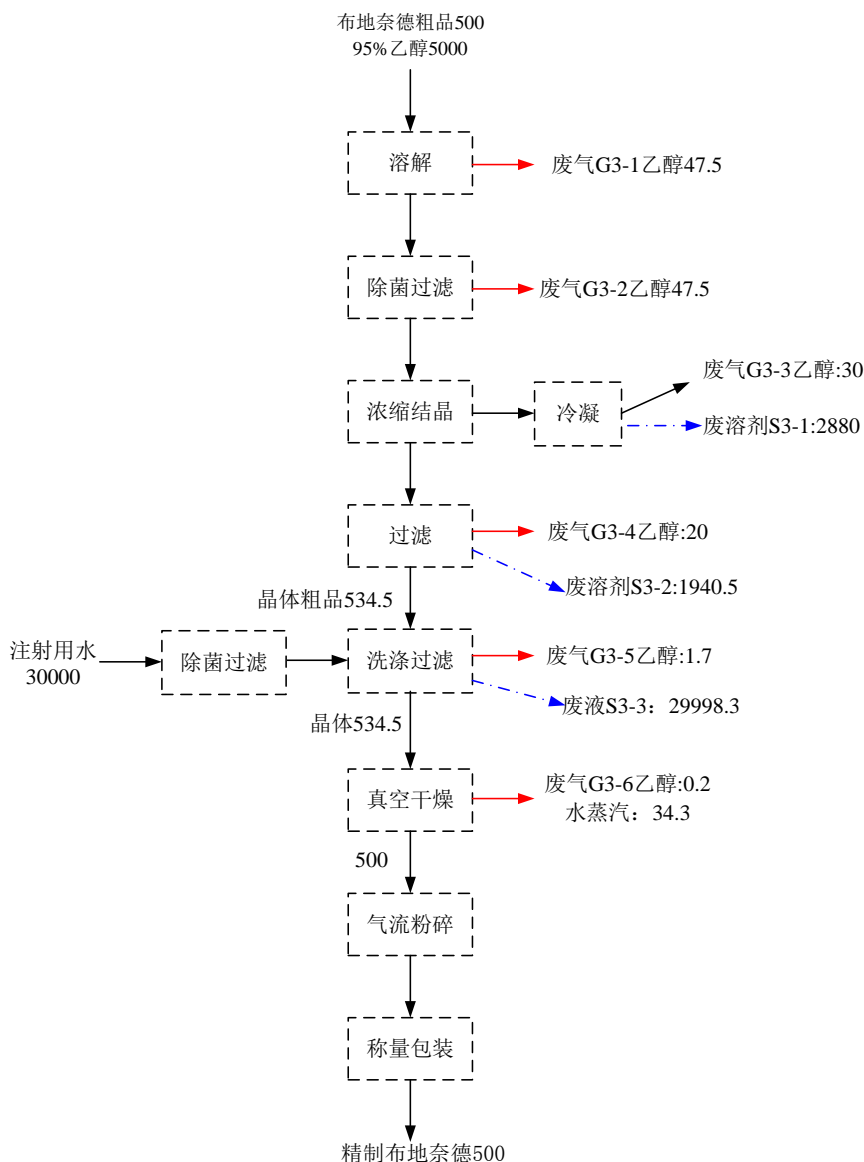 布地奈德粗品500
95%乙醇5000
溶解
废气G3-1乙醇47.5
除菌过滤
废气G3-2乙醇47.5
浓缩结晶
冷凝
废气G3-3乙醇:30
废溶剂S3-1:2880
过滤
废气G3-4乙醇:20
废溶剂S3-2:1940.5
晶体粗品534.5
注射用水
30000
除菌过滤
洗涤过滤
废气G3-5乙醇:1.7
废液S3-3：29998.3
晶体534.5
真空干燥
废气G3-6乙醇:0.2
水蒸汽：34.3
500
气流粉碎
称量包装
精制布地奈德500